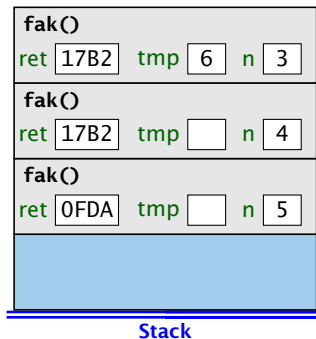 fak()
ret 17B2 tmp 6 n 3
fak()
ret 17B2 tmp n 4
fak()
ret 0FDA tmp n 5
Stack